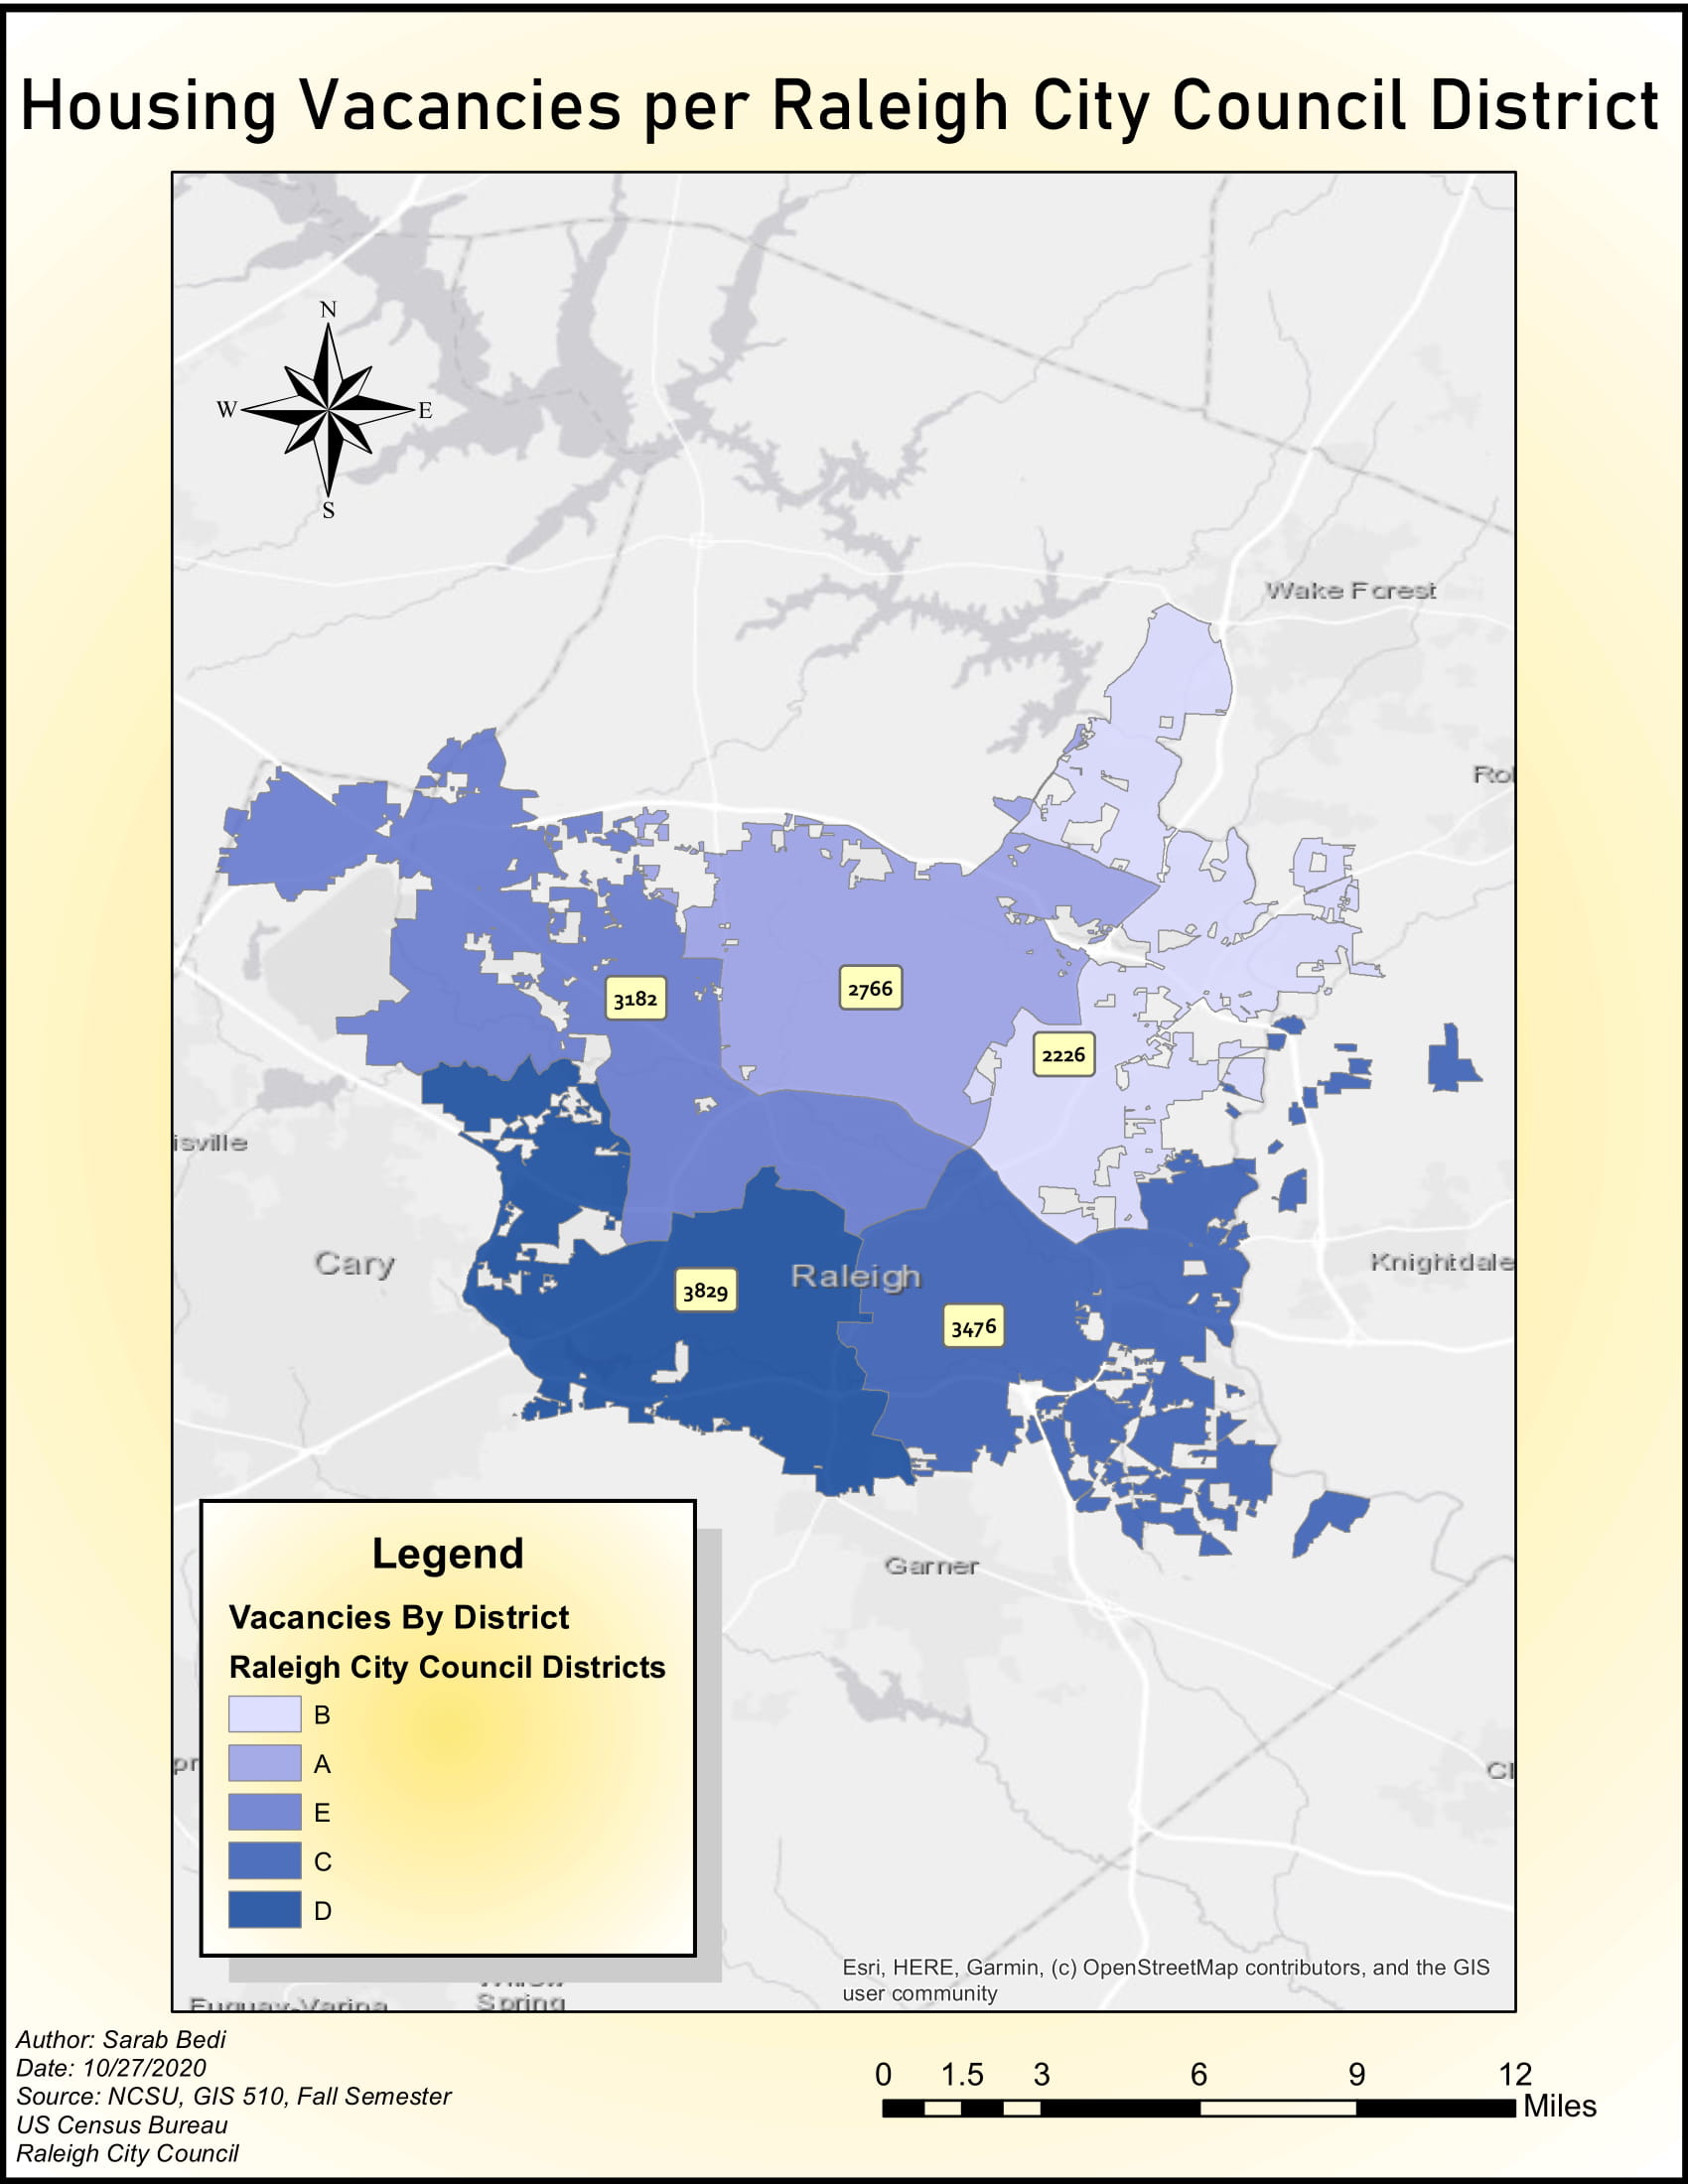 Housing Vacancies per Raleigh City Council District
N
W
E
S
Wake Forest
Rol
3182
2766
2226
isville
Cary
Raleigh
Knightdale
3829
3476
Garner
Legend
Vacancies By District
Raleigh City Council Districts
B
A
E
C
D
pr
Cl
Spring
Fuquay-Varina
Esri, HERE, Garmin, (c) OpenStreetMap contributors, and the GIS
user community
Author: Sarab Bedi
Date: 10/27/2020
Source: NCSU, GIS 510, Fall Semester
US Census Bureau
Raleigh City Council
0 1.5 3 6 9 12
Miles